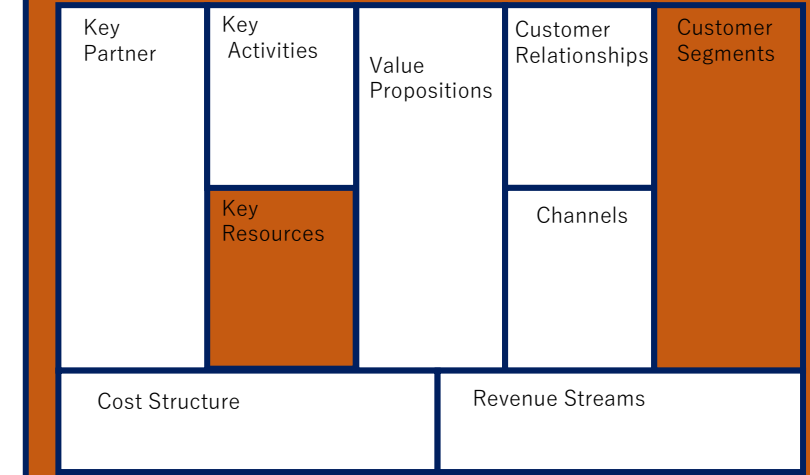 Key
Partner
Key
Activities
Key
Resources
Value
Propositions
Customer
Relationships
Channels
Customer
Segments
Cost Structure
Revenue Streams